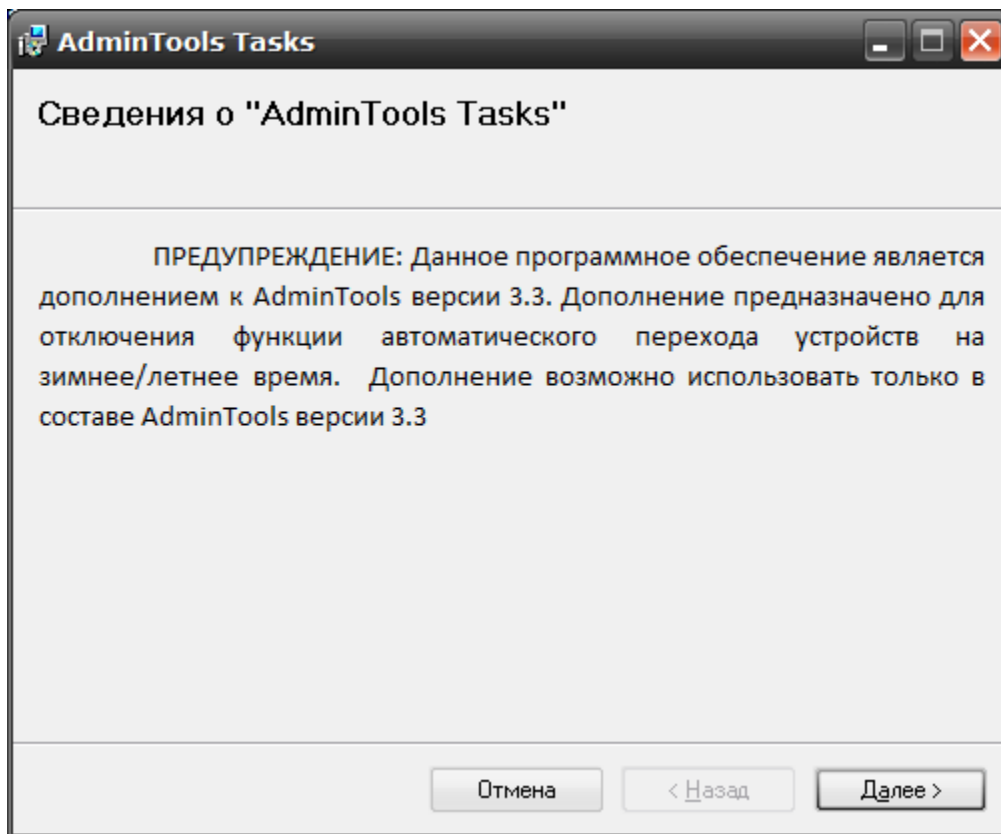 AdminTools Tasks
Сведения о "AdminTools Tasks"
ПРЕДУПРЕЖДЕНИЕ: Данное программное обеспечение является
дополнением к AdminTools версии 3.3. Дополнение предназначено для
отключения функции автоматического перехода устройств на
зимнее/летнее время.  Дополнение возможно использовать только в
составе AdminTools версии 3.3
Отмена
< Назад
Далее >